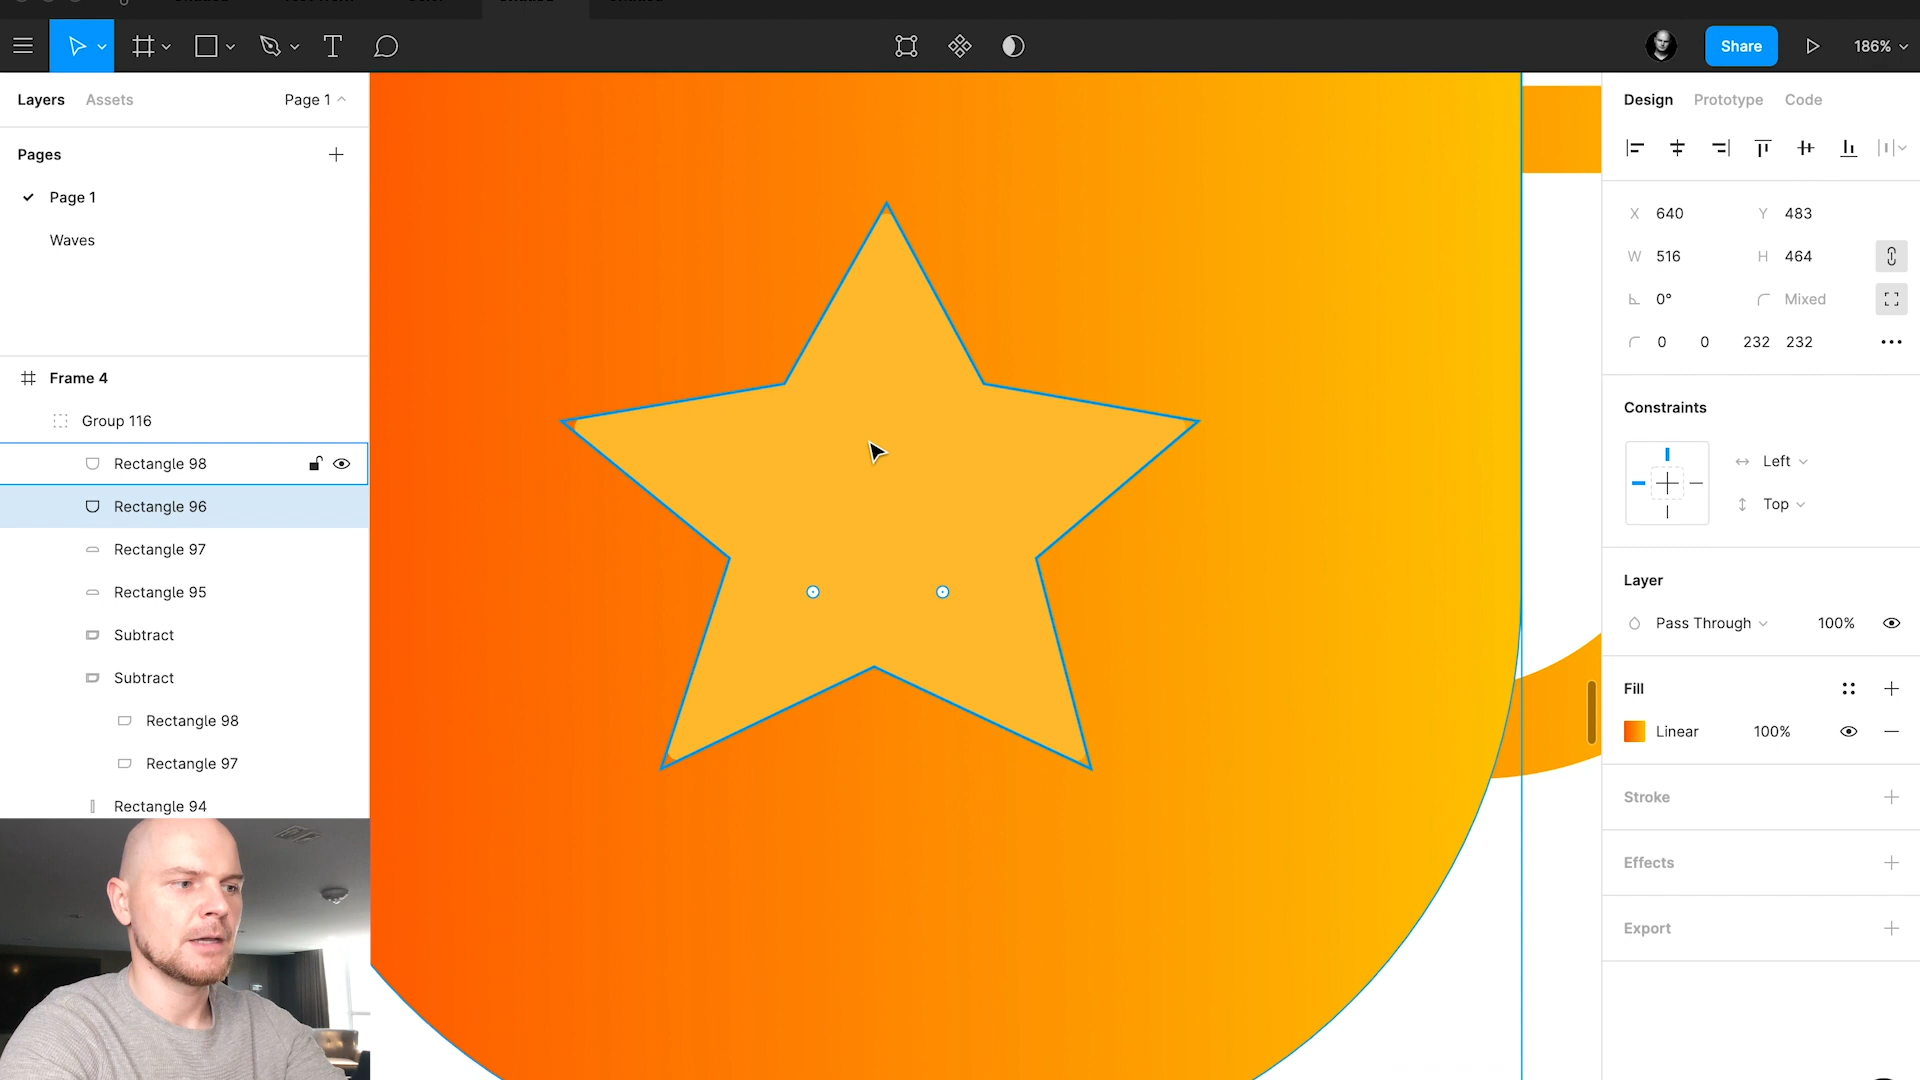 Share
186%
Layers
Assets
Page 1
Design
Prototype
Code
Pages
Page 1
Waves
X 640
Y 483
W 516
H 464
0°
Mixed
0
0
232
232
Frame 4
Group 116
Rectangle 98
Rectangle 96
Rectangle 97
Rectangle 95
Subtract
Subtract
Rectangle 98
Rectangle 97
Rectangle 94
Constraints
Left
Top
Layer
Pass Through
100%
Fill
Linear
100%
Stroke
Effects
Export